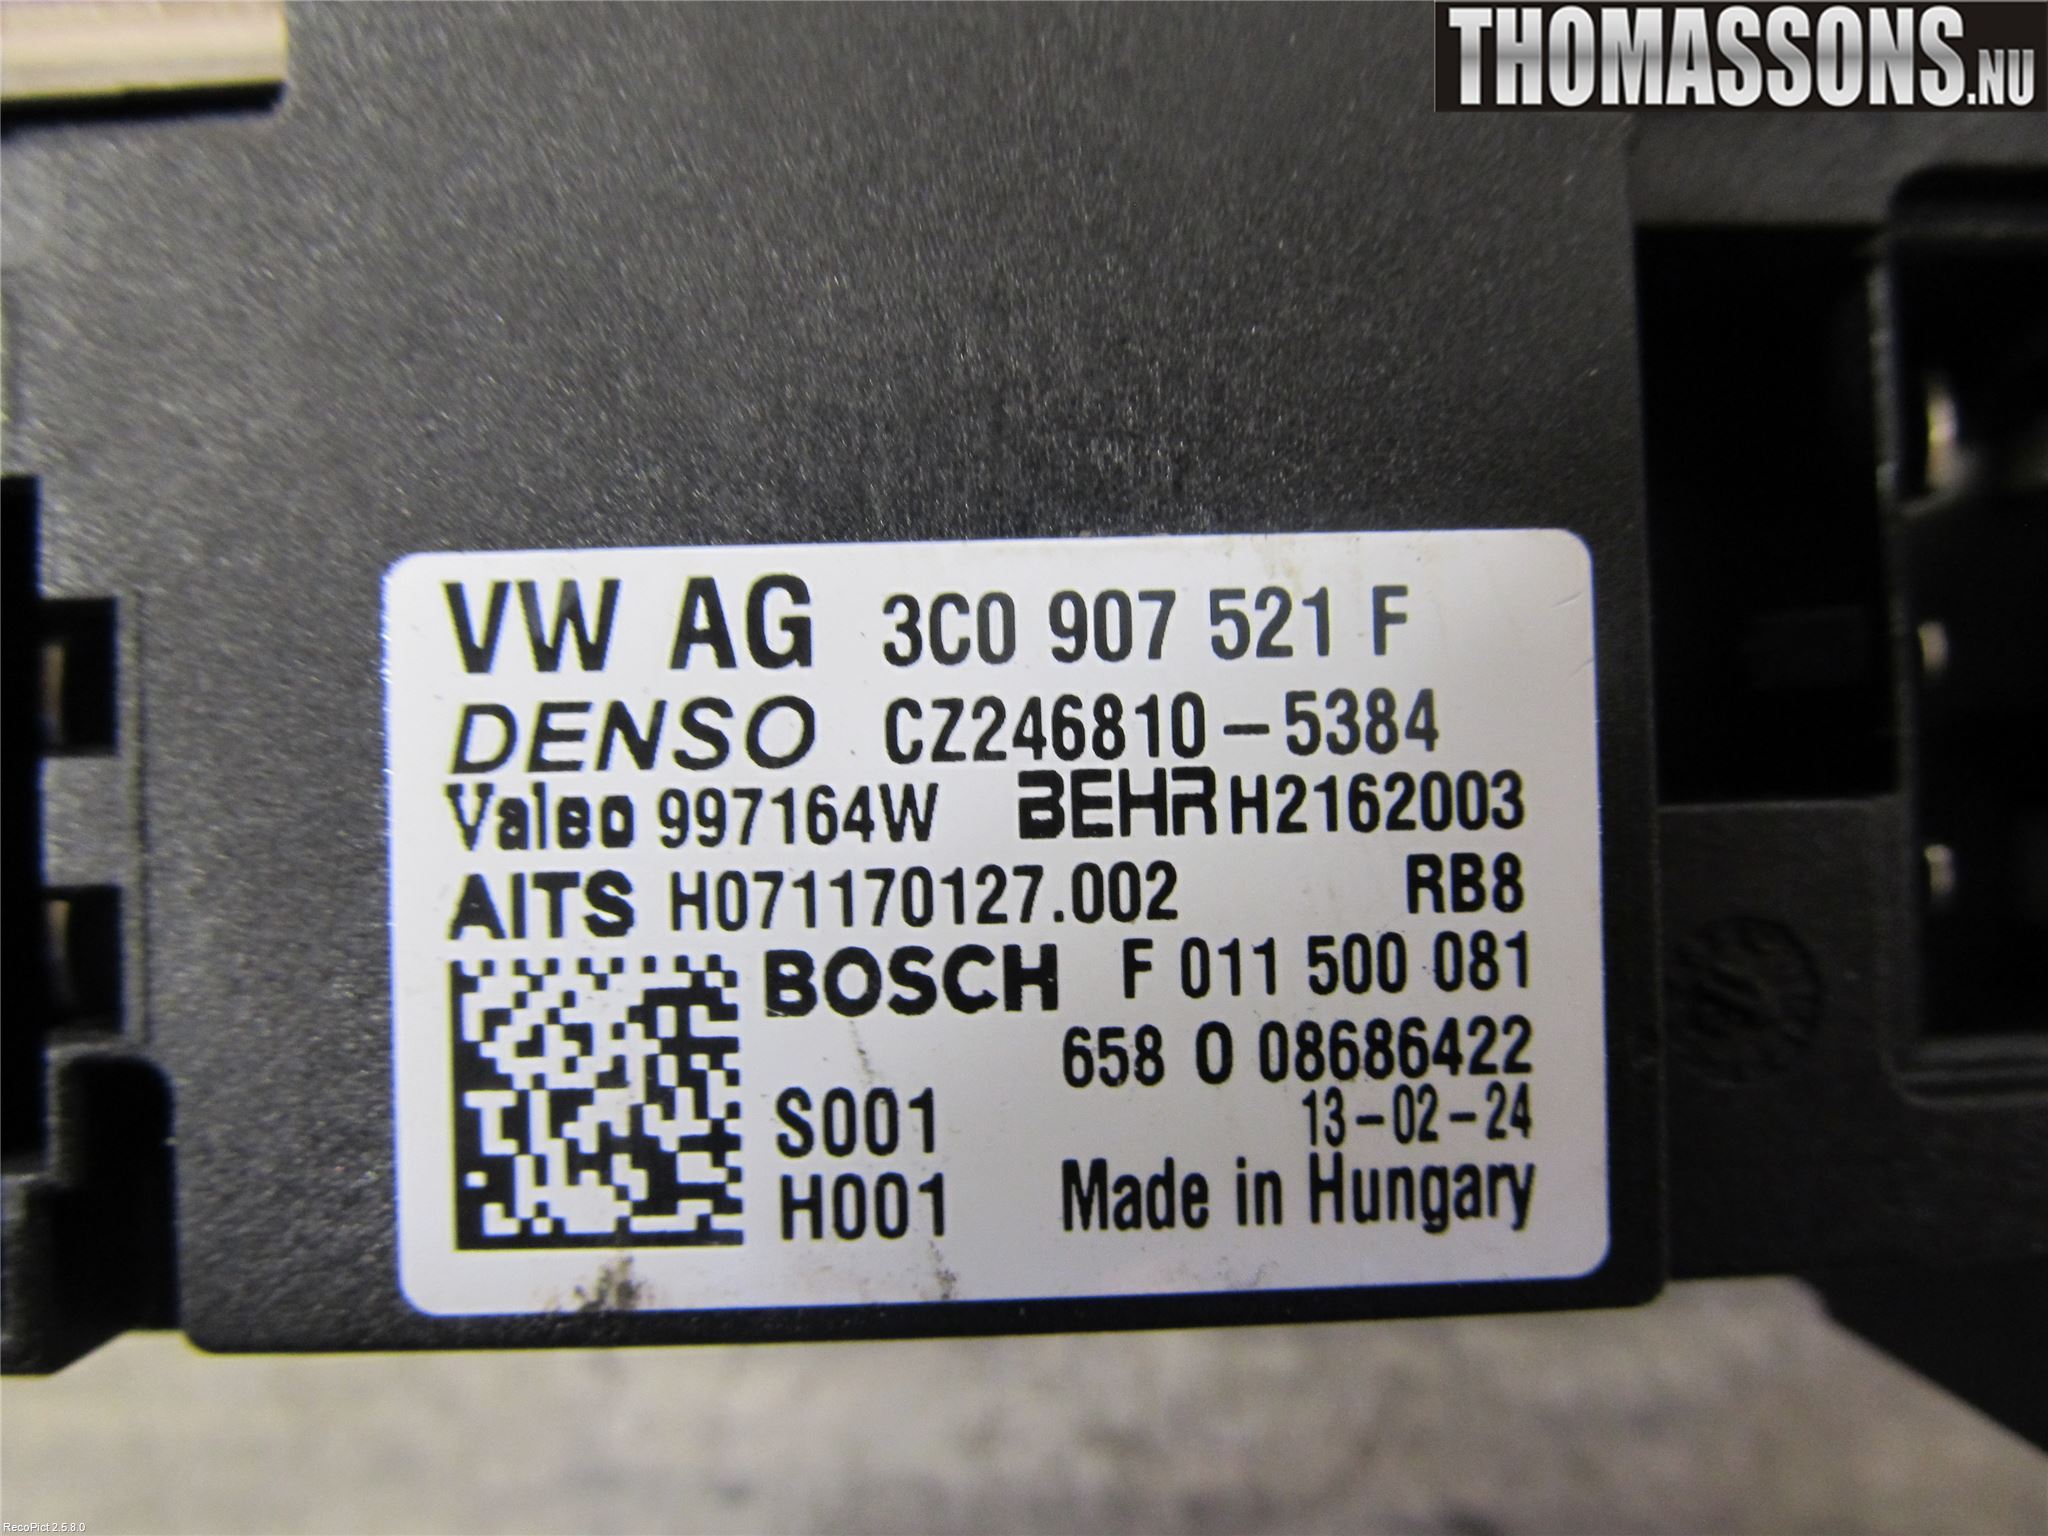 THOMASSONS.NU
VW AG 3C0 907 521 F
DENSO CZ246810-5384
Valeo 997164W BEHR H2162003
AITS H071170127.002 RB8
BOSCH F 011 500 081
658 0 08686422
S001 13-02-24
H001 Made in Hungary
RecoPict 2.5.8.0